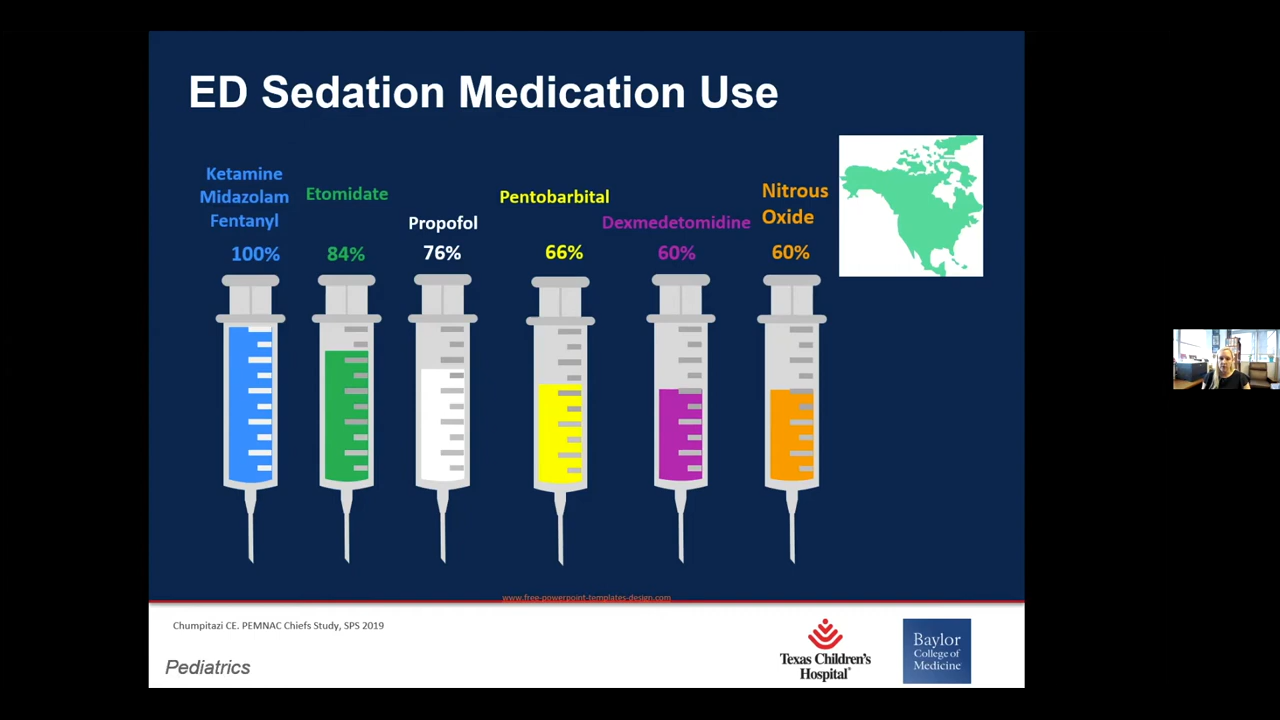 ED Sedation Medication Use
Ketamine
Midazolam
Fentanyl
100%
Etomidate
84%
Propofol
76%
Pentobarbital
66%
Dexmedetomidine
60%
Nitrous
Oxide
60%
www.free-powerpoint-templates-design.com
Chumpitazi CE. PEMNAC Chiefs Study, SPS 2019
Pediatrics
Texas Children's
Hospital®
Baylor
College of
Medicine